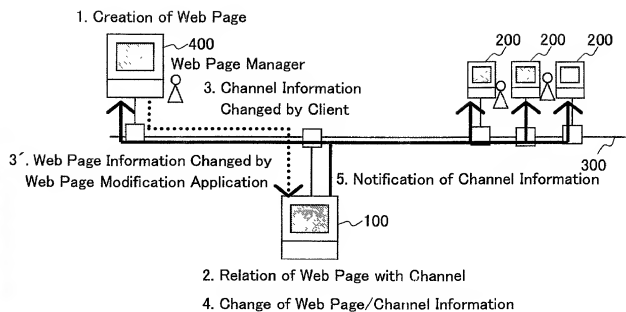 1. Creation of Web Page
400
Web Page Manager
200 200 200
3. Channel Information
Changed by Client
3´. Web Page Information Changed by
Web Page Modification Application
300
5. Notification of Channel Information
100
2. Relation of Web Page with Channel
4. Change of Web Page/Channel Information